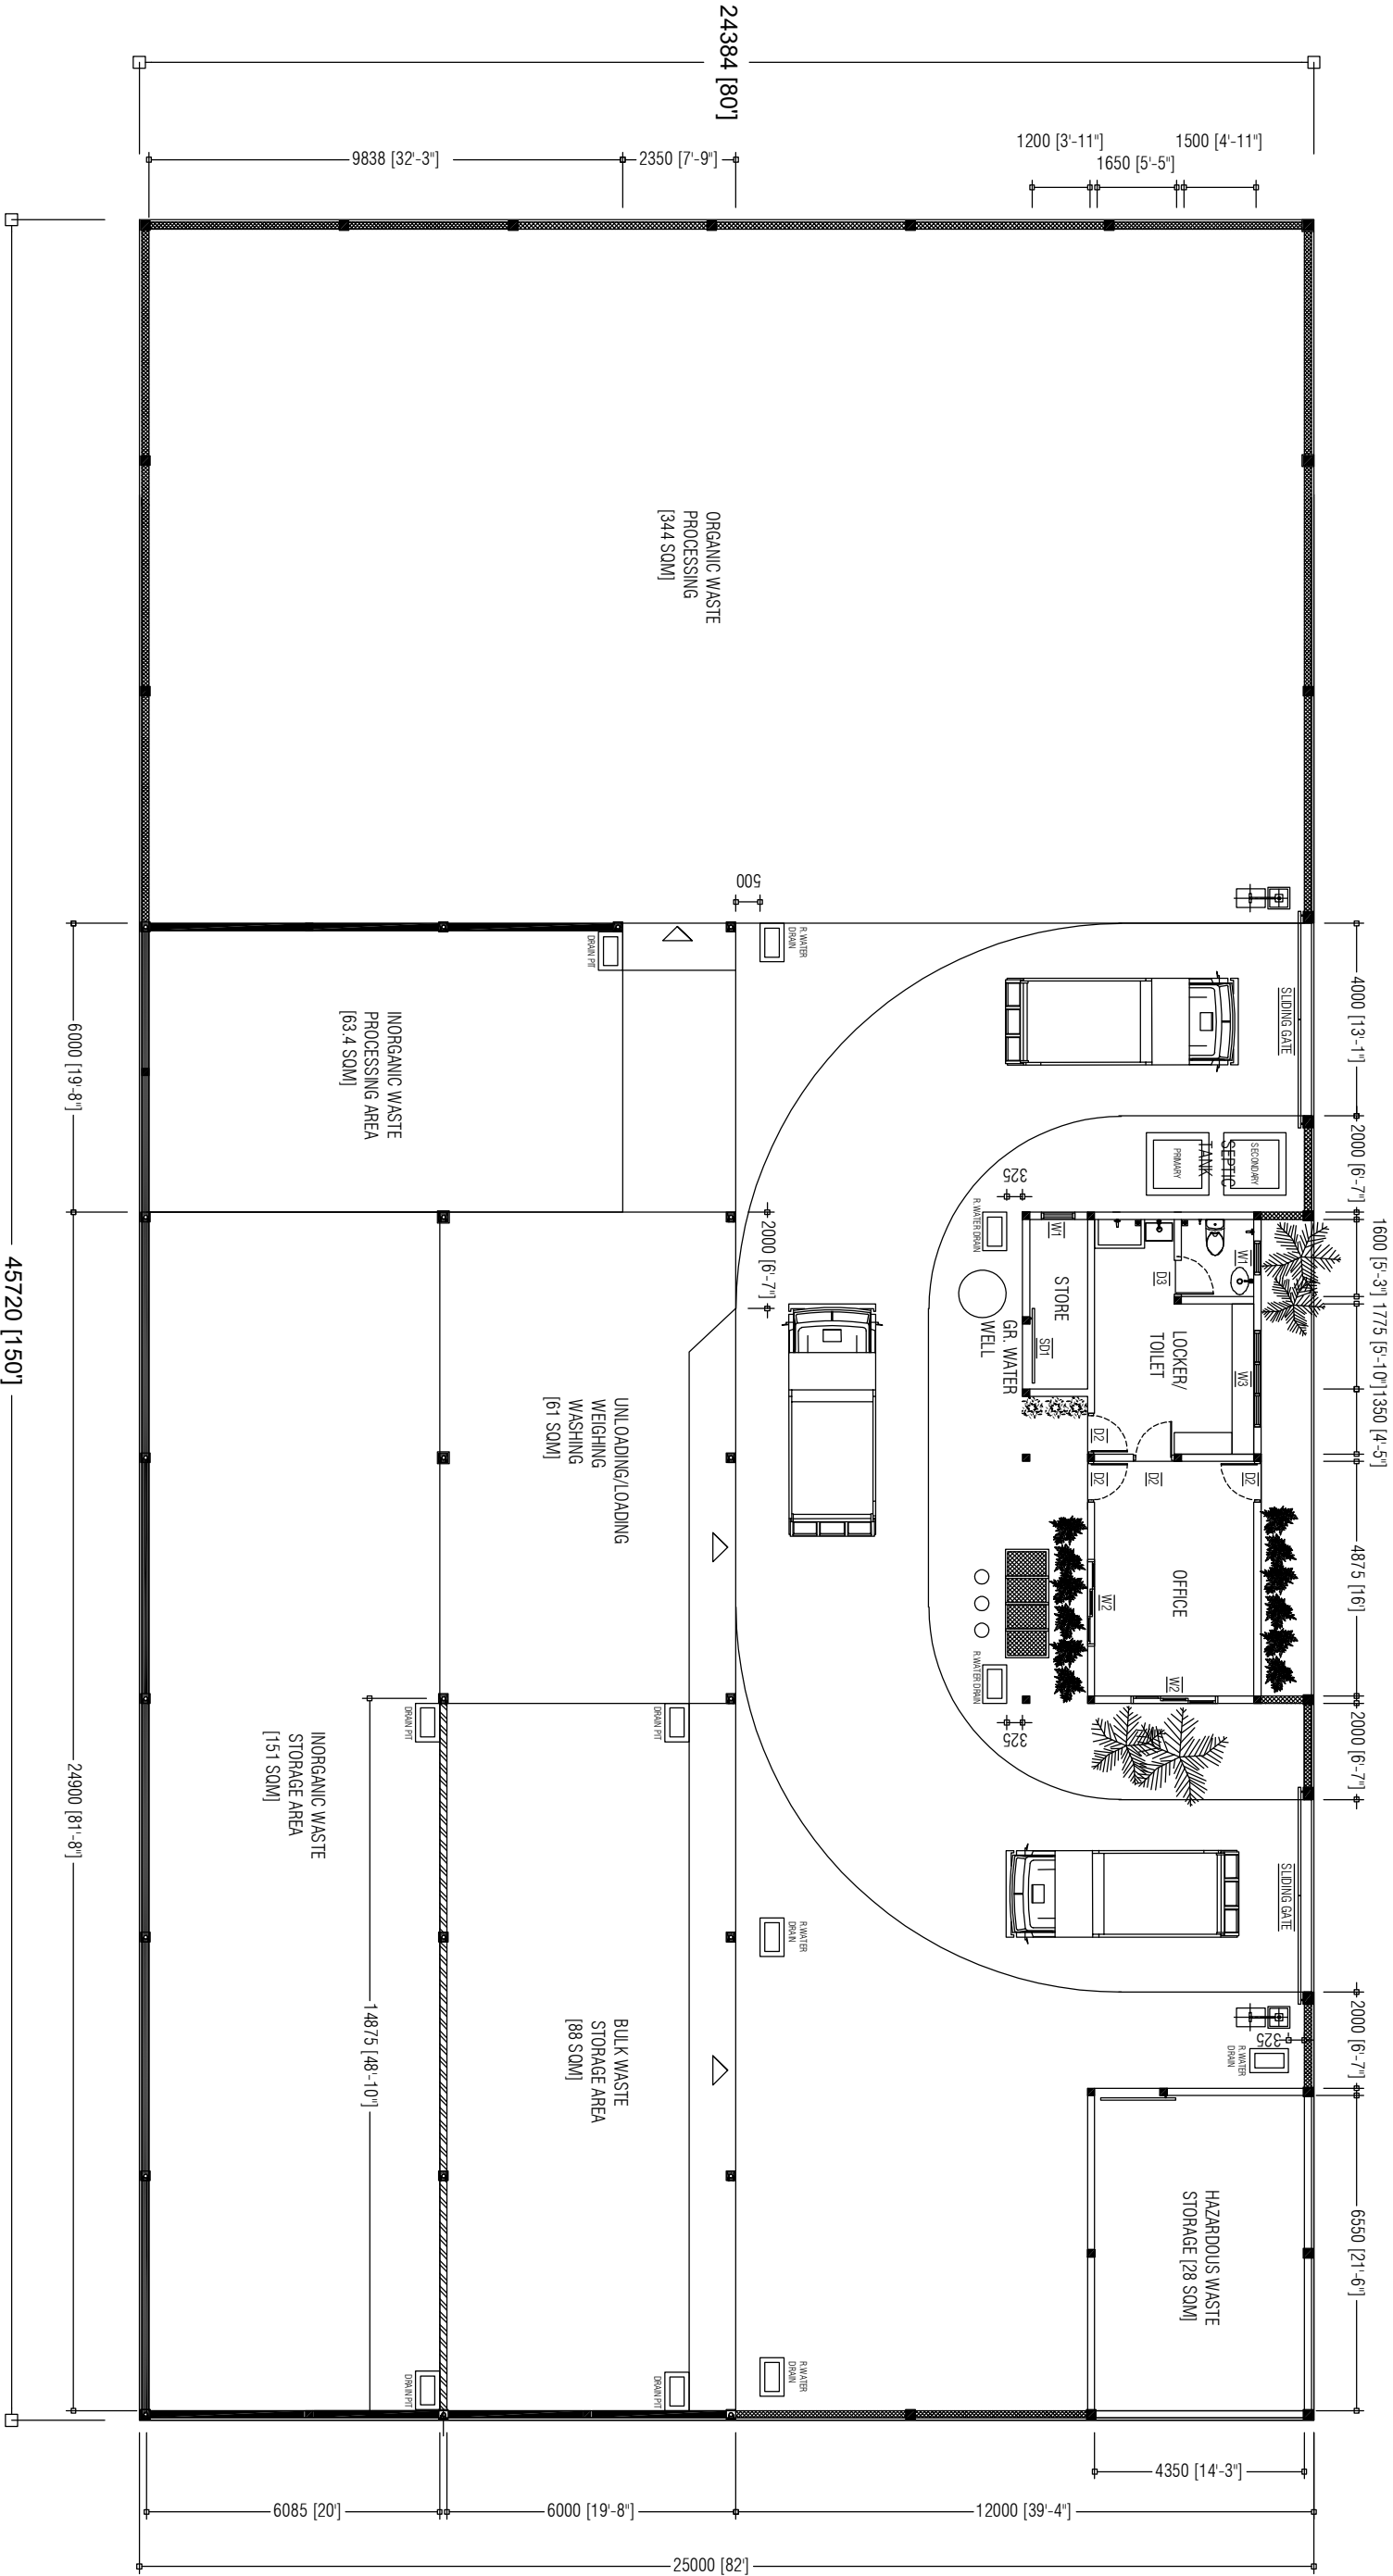 24384 [80']
9838 [32'-3"]
2350 [7'-9"]
1200 [3'-11"]
1650 [5'-5"]
1500 [4'-11"]
ORGANIC WASTE
PROCESSING
[344 SQM]
500
R.WATER
DRAIN
DRAIN PIT
SLIDING GATE
4000 [13'-1"]
INORGANIC WASTE
PROCESSING AREA
[63.4 SQM]
6000 [19'-8"]
SEPTIC
TANK
SECONDARY
PRIMARY
2000 [6'-7"]
325
R.WATER DRAIN
W1
STORE
SD1
GR. WATER
WELL
W1
D3
LOCKER/
TOILET
W3
D2
D2
D2
D2
1600 [5'-3"]
1775 [5'-10"]
1350 [4'-5"]
2000 [6'-7"]
45720 [150']
UNLOADING/LOADING
WEIGHING
WASHING
[61 SQM]
OFFICE
W2
W2
4875 [16']
R.WATER DRAIN
325
2000 [6'-7"]
DRAIN PIT
DRAIN PIT
INORGANIC WASTE
STORAGE AREA
[151 SQM]
24900 [81'-8"]
14875 [48'-10"]
SLIDING GATE
R.WATER
DRAIN
2000 [6'-7"]
325
R.WATER
DRAIN
BULK WASTE
STORAGE AREA
[88 SQM]
HAZARDOUS WASTE
STORAGE [28 SQM]
6550 [21'-6"]
R.WATER
DRAIN
DRAIN PIT
DRAIN PIT
4350 [14'-3"]
6085 [20']
6000 [19'-8"]
12000 [39'-4"]
25000 [82']